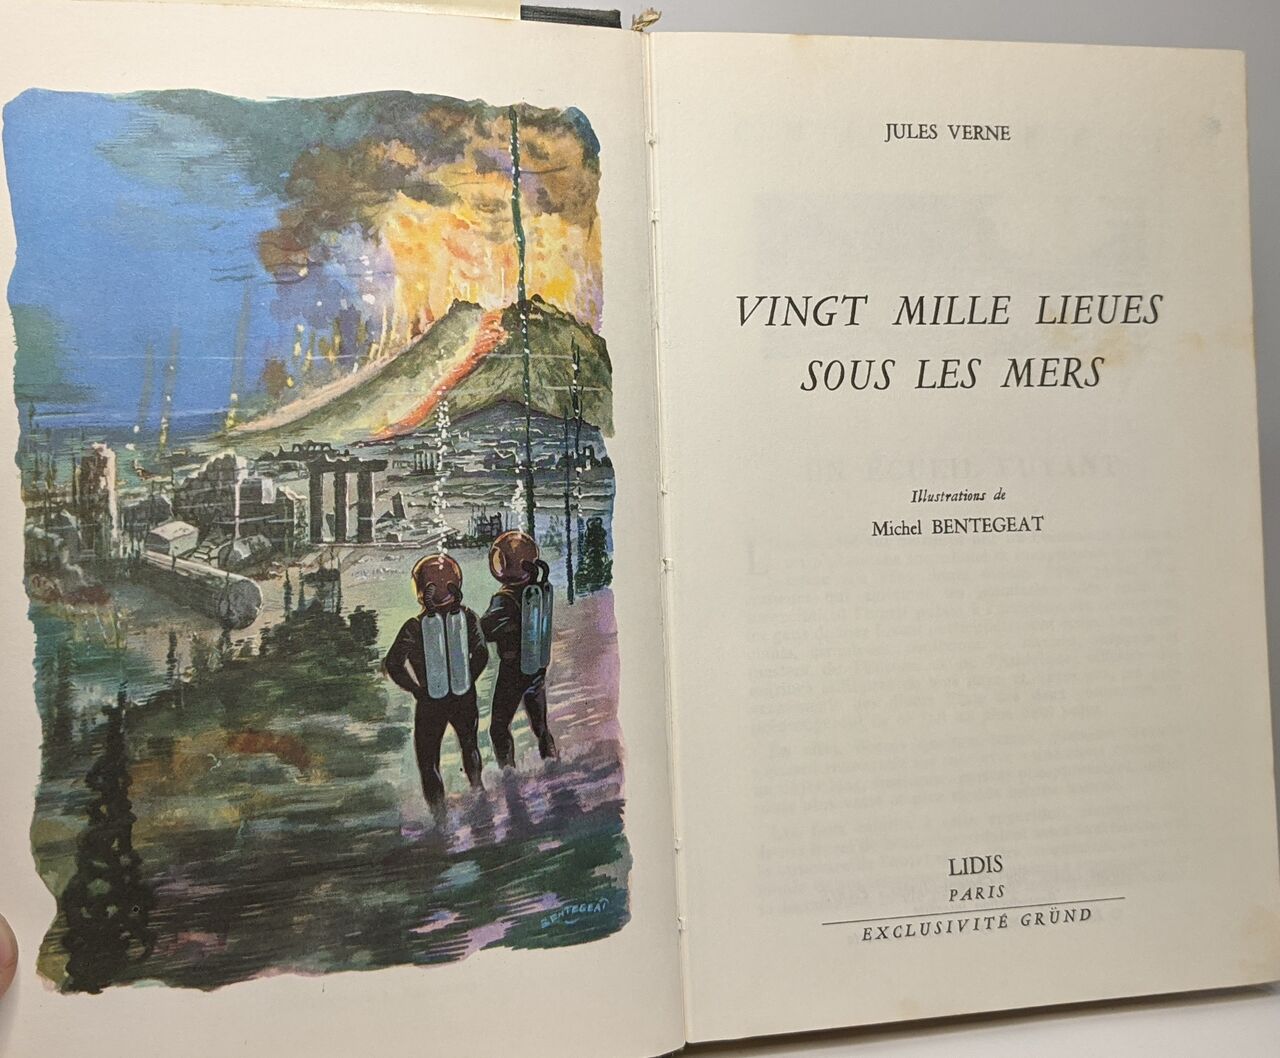 BENTEGEAT
JULES VERNE
VINGT MILLE LIEUES
SOUS LES MERS
Illustrations de
Michel BENTEGEAT
LIDIS
PARIS
EXCLUSIVITÉ GRÜND